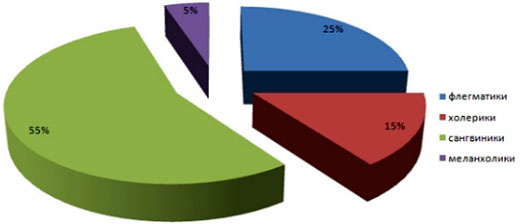 5%
25%
15%
55%
флегматики
холерики
сангвиники
меланхолики